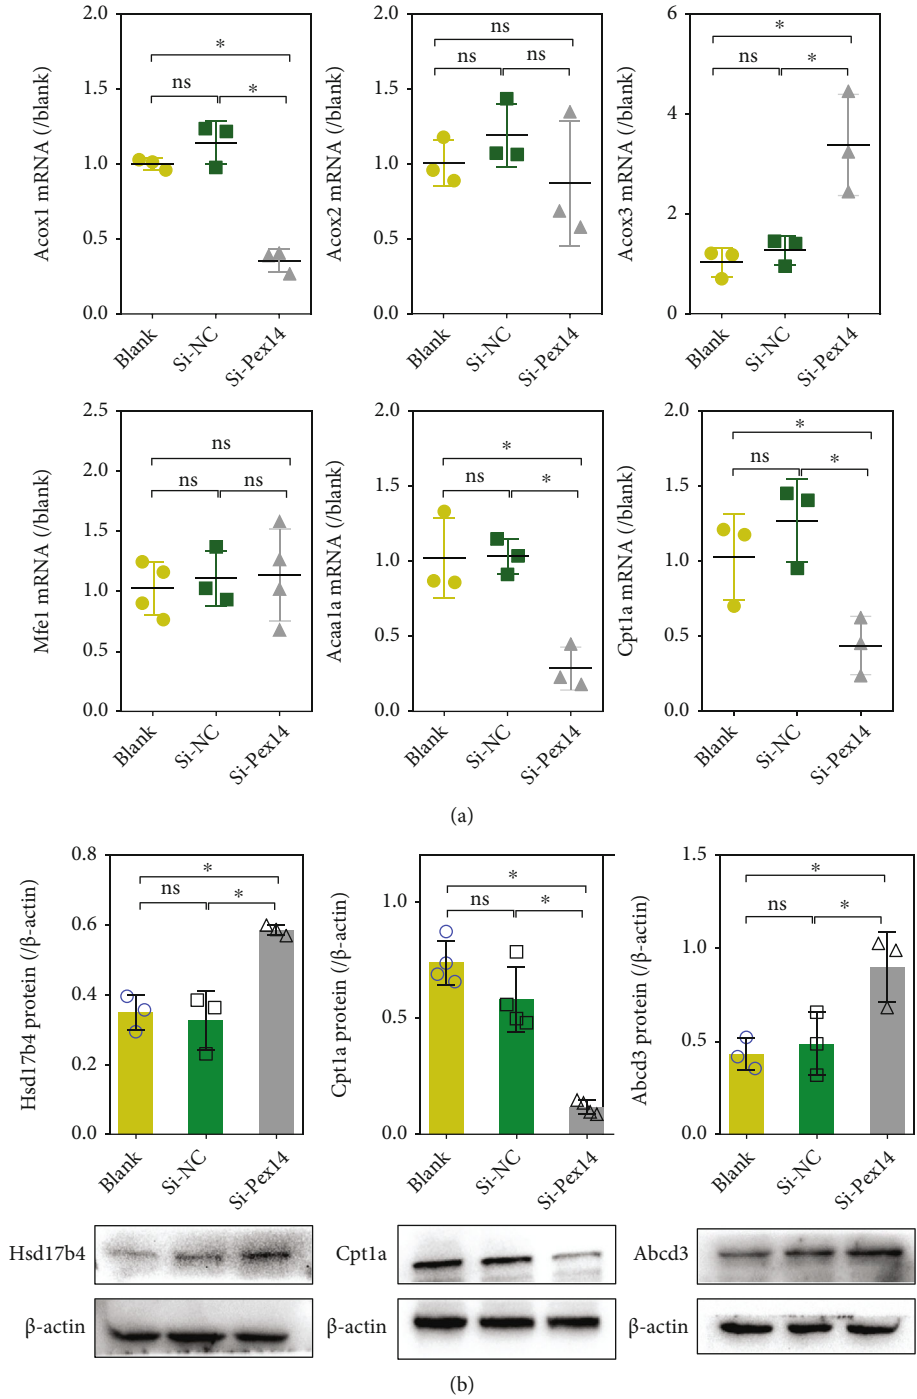 Acox1 mRNA (/blank)
1.5
1.0
0.5
0.0
*
ns
*
Blank
Si-NC
Si-Pex14
Acox2 mRNA (/blank)
2.0
1.5
1.0
0.5
0.0
ns
ns
ns
Blank
Si-NC
Si-Pex14
Acox3 mRNA (/blank)
6
4
2
0
*
ns
*
Blank
Si-NC
Si-Pex14
Mfe1 mRNA (/blank)
2.5
2.0
1.5
1.0
0.5
0.0
ns
ns
ns
Blank
Si-NC
Si-Pex14
Acaa1a mRNA (/blank)
2.0
1.5
1.0
0.5
0.0
*
ns
*
Blank
Si-NC
Si-Pex14
Cpt1a mRNA (/blank)
2.0
1.5
1.0
0.5
0.0
*
ns
*
Blank
Si-NC
Si-Pex14
(a)
Hsd17b4 protein (/β-actin)
0.8
0.6
0.4
0.2
0.0
*
ns
*
Blank
Si-NC
Si-Pex14
Cpt1a protein (/β-actin)
1.0
0.5
0.0
*
ns
*
Blank
Si-NC
Si-Pex14
Abcd3 protein (/β-actin)
1.5
1.0
0.5
0.0
*
ns
*
Blank
Si-NC
Si-Pex14
Hsd17b4
β-actin
Cpt1a
β-actin
Abcd3
β-actin
(b)